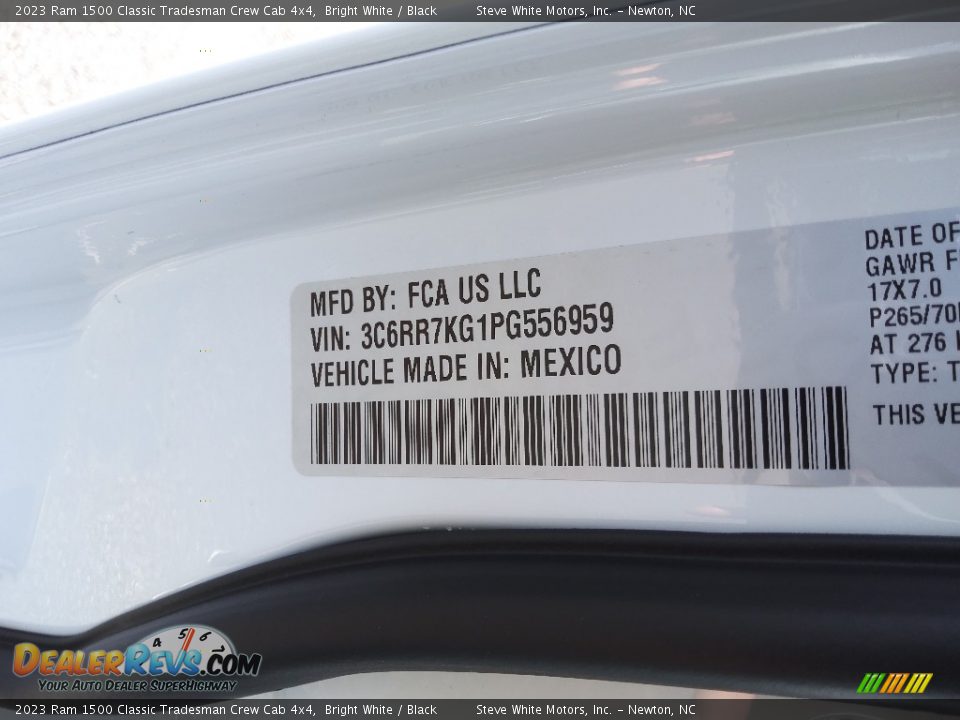 2023 Ram 1500 Classic Tradesman Crew Cab 4x4, Bright White / Black Steve White Motors, Inc. – Newton, NC
MFD BY: FCA US LLC
VIN: 3C6RR7KG1PG556959
VEHICLE MADE IN: MEXICO
DATE OF
GAWR F
17X7.0
P265/70
AT 276
TYPE: T
THIS VE
4 5 6
DEALERREVS.COM
YOUR AUTO DEALER SUPERHIGHWAY
2023 Ram 1500 Classic Tradesman Crew Cab 4x4, Bright White / Black Steve White Motors, Inc. – Newton, NC